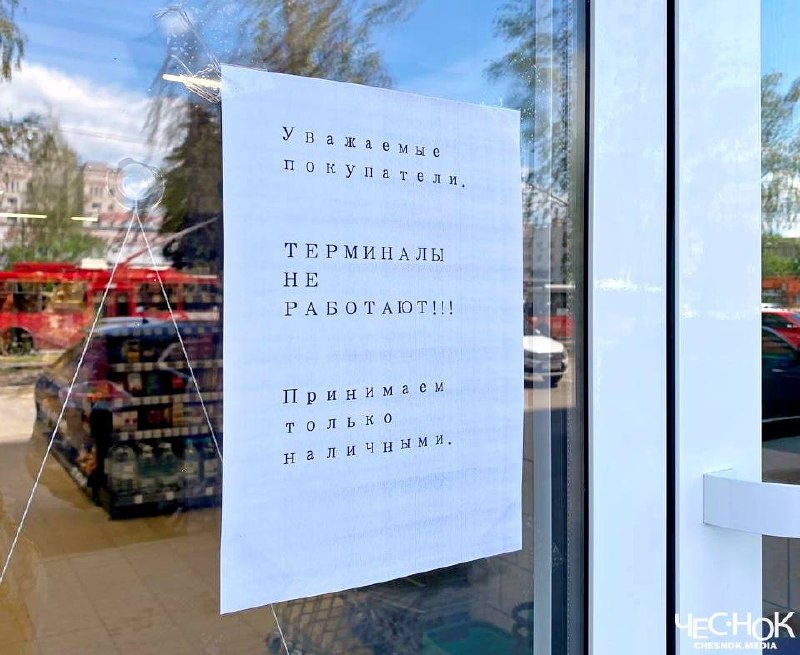 Уважаемые
покупатели.
ТЕРМИНАЛЫ
НЕ
РАБОТАЮТ!!!
Принимаем
только
наличными.
ЧЕСНОК
CHESNOK.MEDIA